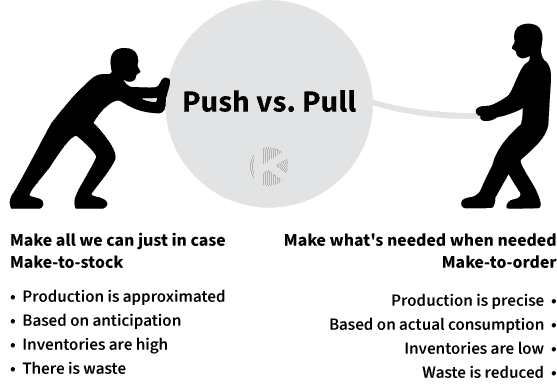 Push vs. Pull
Make all we can just in case
Make-to-stock
• Production is approximated
• Based on anticipation
• Inventories are high
• There is waste
Make what's needed when needed
Make-to-order
Production is precise •
Based on actual consumption •
Inventories are low •
Waste is reduced •